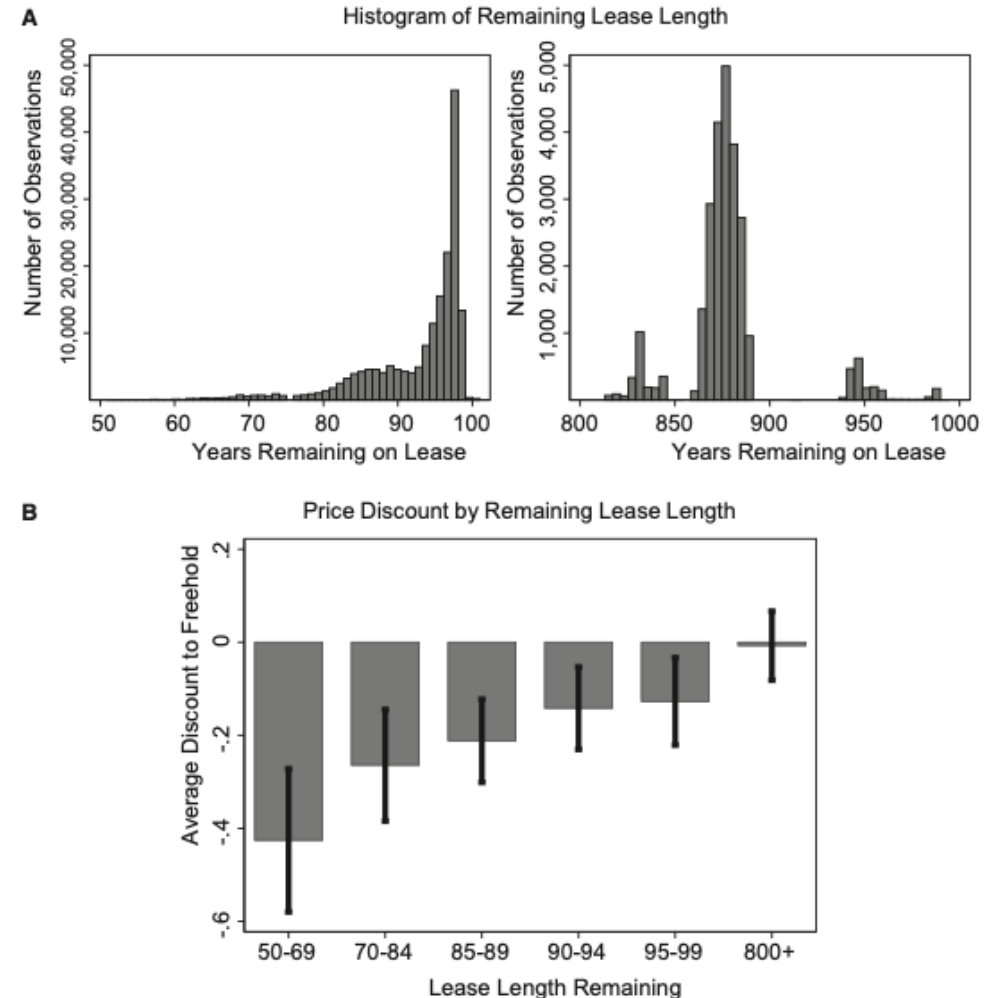 A
Histogram of Remaining Lease Length
Number of Observations
50,000
40,000
30,000
20,000
10,000
50 60 70 80 90 100
Years Remaining on Lease
Number of Observations
5,000
4,000
3,000
2,000
1,000
800 850 900 950 1000
Years Remaining on Lease
B
Price Discount by Remaining Lease Length
Average Discount to Freehold
.2
0
-.2
-.4
-.6
50-69 70-84 85-89 90-94 95-99 800+
Lease Length Remaining